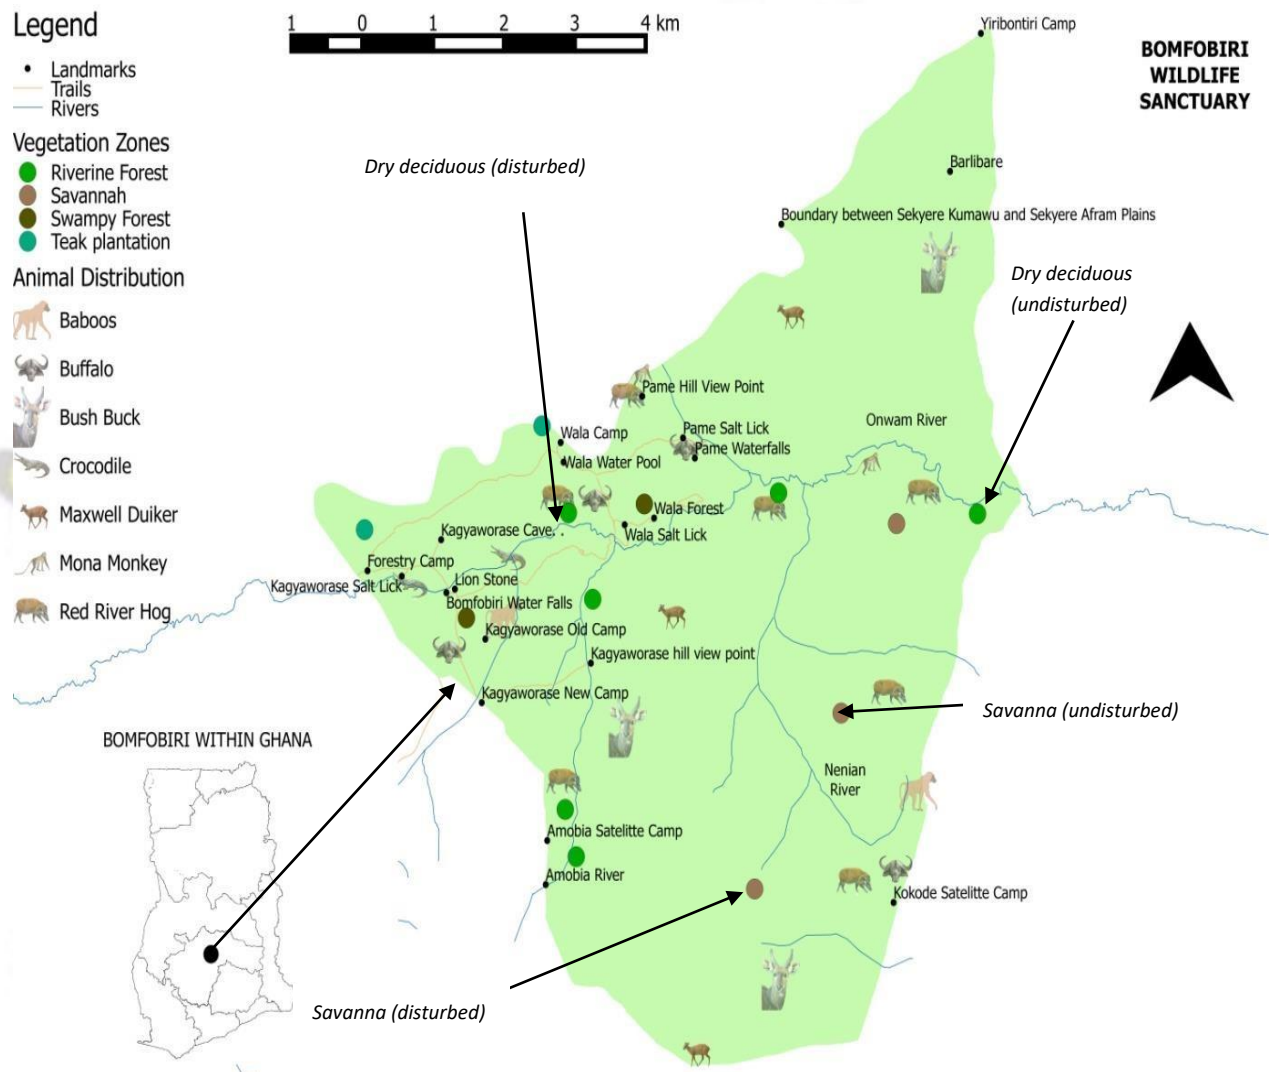 Legend
Landmarks
Trails
Rivers
Vegetation Zones
Riverine Forest
Savannah
Swampy Forest
Teak plantation
Animal Distribution
Baboos
Buffalo
Bush Buck
Crocodile
Maxwell Duiker
Mona Monkey
Red River Hog
1 0 1 2 3 4 km
BOMFOBIRI
WILDLIFE
SANCTUARY
Yiribontiri Camp
Barlibare
Boundary between Sekyere Kumawu and Sekyere Afram Plains
Dry deciduous (disturbed)
Dry deciduous
(undisturbed)
Pame Hill View Point
Onwam River
Pame Salt Lick
Pame Waterfalls
Wala Camp
Wala Water Pool
Wala Forest
Wala Salt Lick
Kagyaworase Cave. .
Forestry Camp
Kagyaworase Salt Lick
Lion Stone
Bomfobiri Water Falls
Kagyaworase Old Camp
Kagyaworase hill view point
Kagyaworase New Camp
Savanna (undisturbed)
Nenian
River
Amobia Satelitte Camp
Amobia River
Kokode Satelitte Camp
BOMFOBIRI WITHIN GHANA
Savanna (disturbed)